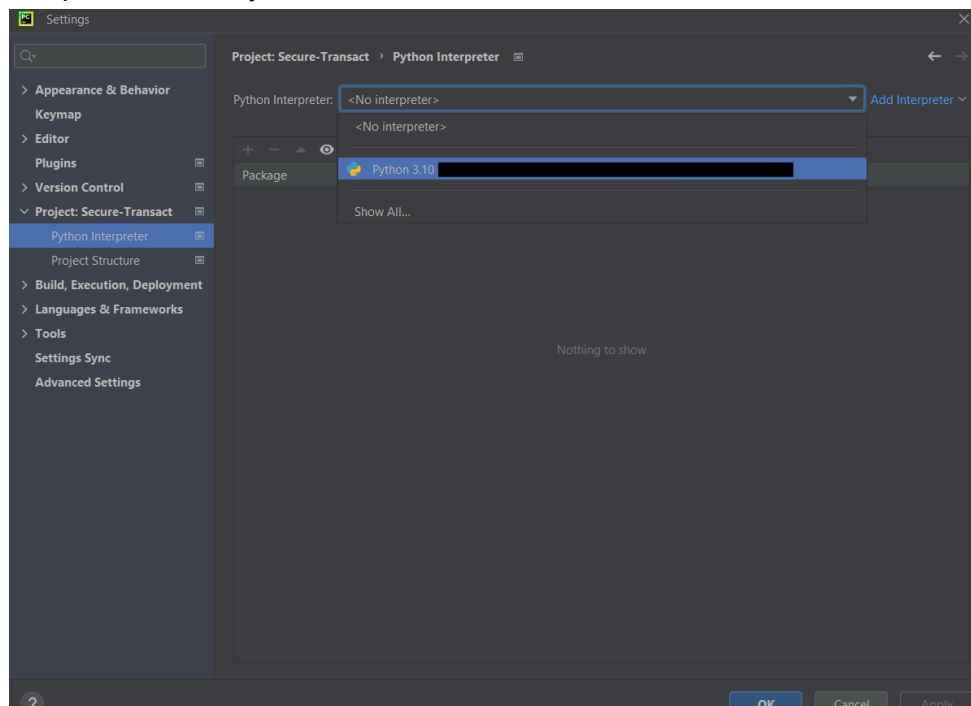 Settings
Project: Secure-Transact > Python Interpreter
Appearance & Behavior
Keymap
Editor
Plugins
Version Control
Project: Secure-Transact
Python Interpreter
Project Structure
Build, Execution, Deployment
Languages & Frameworks
Tools
Settings Sync
Advanced Settings
Python Interpreter: <No interpreter> Add Interpreter
<No interpreter>
Python 3.10
Show All...
Package
Nothing to show
?
OK Cancel Apply